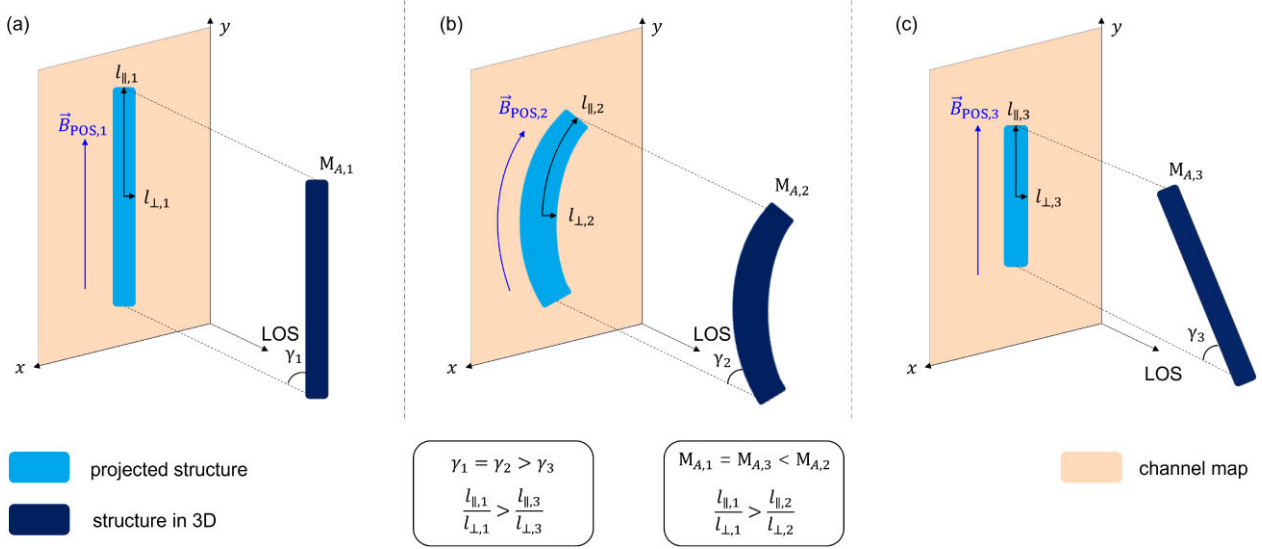 (a)
y
l∥,1
B⃗POS,1
l⊥,1
MA,1
LOS
γ1
x
(b)
y
l∥,2
B⃗POS,2
l⊥,2
MA,2
LOS
γ2
x
(c)
y
l∥,3
B⃗POS,3
l⊥,3
MA,3
γ3
LOS
x
projected structure
structure in 3D
γ1 = γ2 > γ3
l∥,1/l⊥,1 > l∥,3/l⊥,3
MA,1 = MA,3 < MA,2
l∥,1/l⊥,1 > l∥,2/l⊥,2
channel map